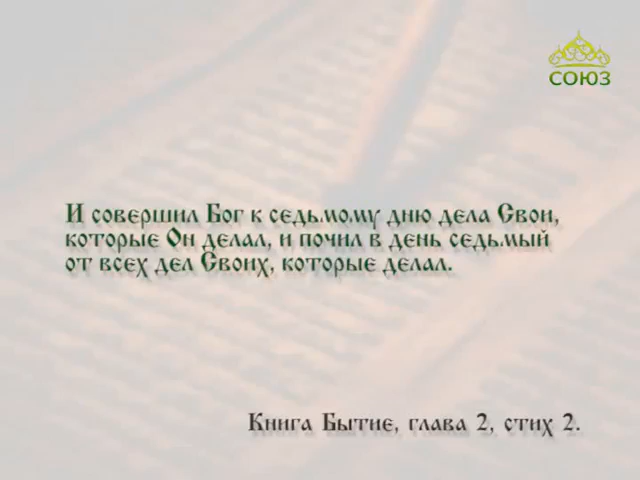 СОЮЗ
И совершил Бог к седьмому дню дела Свои,
которые Он делал, и почил в день седьмый
от всех дел Своих, которые делал.
Книга Бытие, глава 2, стих 2.